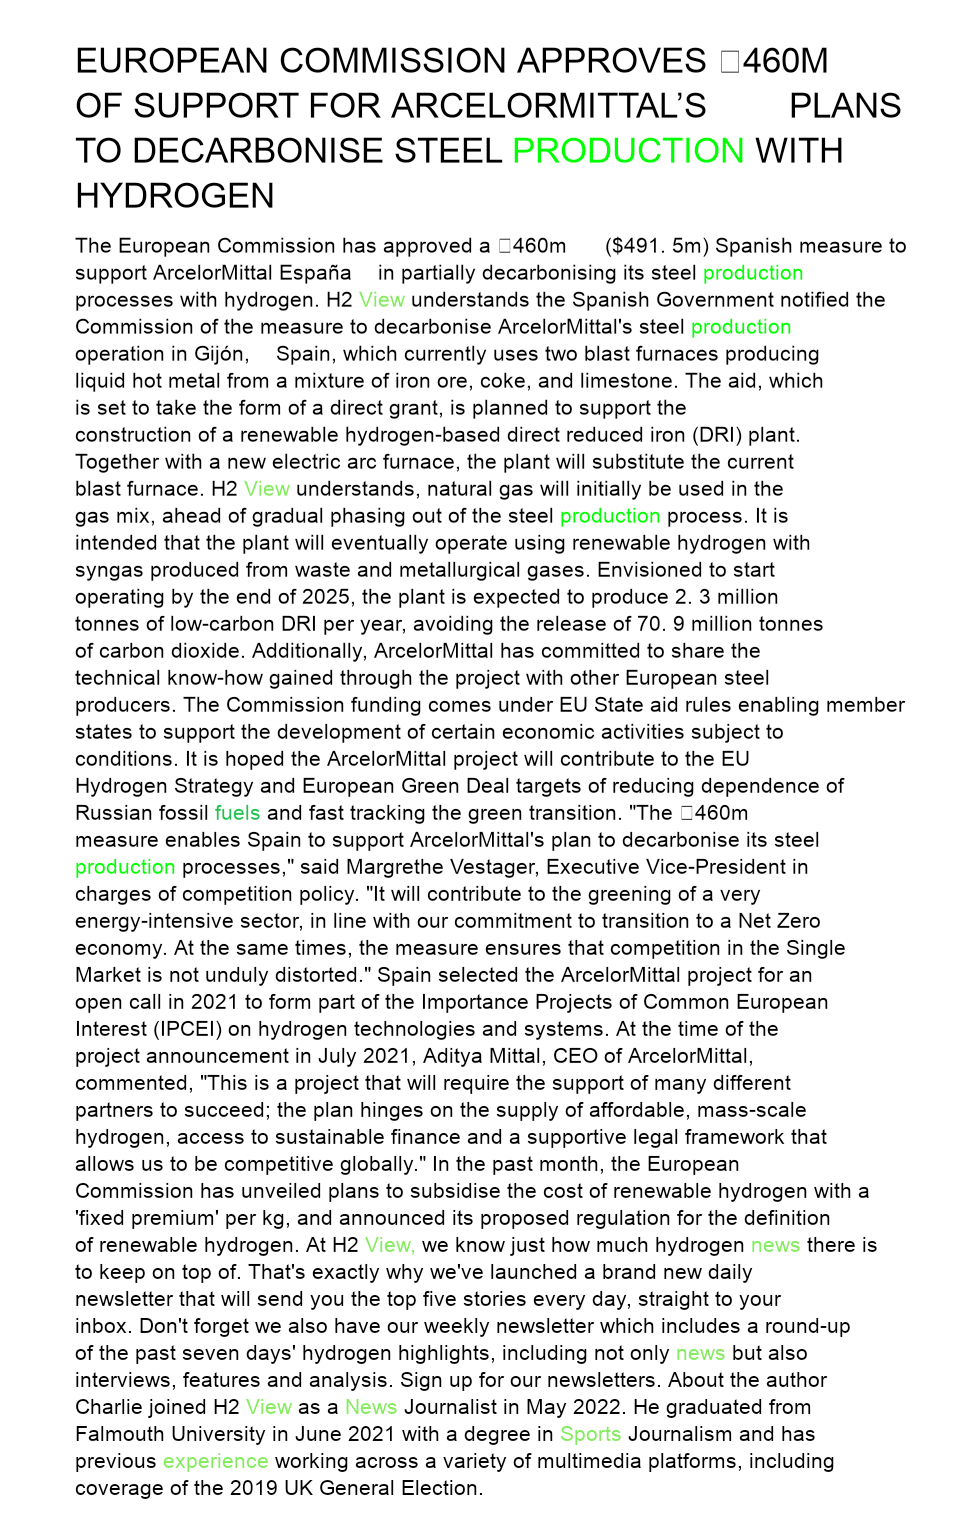 EUROPEAN COMMISSION APPROVES □460M
OF SUPPORT FOR ARCELORMITTAL’S PLANS
TO DECARBONISE STEEL PRODUCTION WITH
HYDROGEN
The European Commission has approved a □460m ($491. 5m) Spanish measure to
support ArcelorMittal España in partially decarbonising its steel production
processes with hydrogen. H2 View understands the Spanish Government notified the
Commission of the measure to decarbonise ArcelorMittal's steel production
operation in Gijón, Spain, which currently uses two blast furnaces producing
liquid hot metal from a mixture of iron ore, coke, and limestone. The aid, which
is set to take the form of a direct grant, is planned to support the
construction of a renewable hydrogen-based direct reduced iron (DRI) plant.
Together with a new electric arc furnace, the plant will substitute the current
blast furnace. H2 View understands, natural gas will initially be used in the
gas mix, ahead of gradual phasing out of the steel production process. It is
intended that the plant will eventually operate using renewable hydrogen with
syngas produced from waste and metallurgical gases. Envisioned to start
operating by the end of 2025, the plant is expected to produce 2. 3 million
tonnes of low-carbon DRI per year, avoiding the release of 70. 9 million tonnes
of carbon dioxide. Additionally, ArcelorMittal has committed to share the
technical know-how gained through the project with other European steel
producers. The Commission funding comes under EU State aid rules enabling member
states to support the development of certain economic activities subject to
conditions. It is hoped the ArcelorMittal project will contribute to the EU
Hydrogen Strategy and European Green Deal targets of reducing dependence of
Russian fossil fuels and fast tracking the green transition. "The □460m
measure enables Spain to support ArcelorMittal's plan to decarbonise its steel
production processes," said Margrethe Vestager, Executive Vice-President in
charges of competition policy. "It will contribute to the greening of a very
energy-intensive sector, in line with our commitment to transition to a Net Zero
economy. At the same times, the measure ensures that competition in the Single
Market is not unduly distorted." Spain selected the ArcelorMittal project for an
open call in 2021 to form part of the Importance Projects of Common European
Interest (IPCEI) on hydrogen technologies and systems. At the time of the
project announcement in July 2021, Aditya Mittal, CEO of ArcelorMittal,
commented, "This is a project that will require the support of many different
partners to succeed; the plan hinges on the supply of affordable, mass-scale
hydrogen, access to sustainable finance and a supportive legal framework that
allows us to be competitive globally." In the past month, the European
Commission has unveiled plans to subsidise the cost of renewable hydrogen with a
'fixed premium' per kg, and announced its proposed regulation for the definition
of renewable hydrogen. At H2 View, we know just how much hydrogen news there is
to keep on top of. That's exactly why we've launched a brand new daily
newsletter that will send you the top five stories every day, straight to your
inbox. Don't forget we also have our weekly newsletter which includes a round-up
of the past seven days' hydrogen highlights, including not only news but also
interviews, features and analysis. Sign up for our newsletters. About the author
Charlie joined H2 View as a News Journalist in May 2022. He graduated from
Falmouth University in June 2021 with a degree in Sports Journalism and has
previous experience working across a variety of multimedia platforms, including
coverage of the 2019 UK General Election.